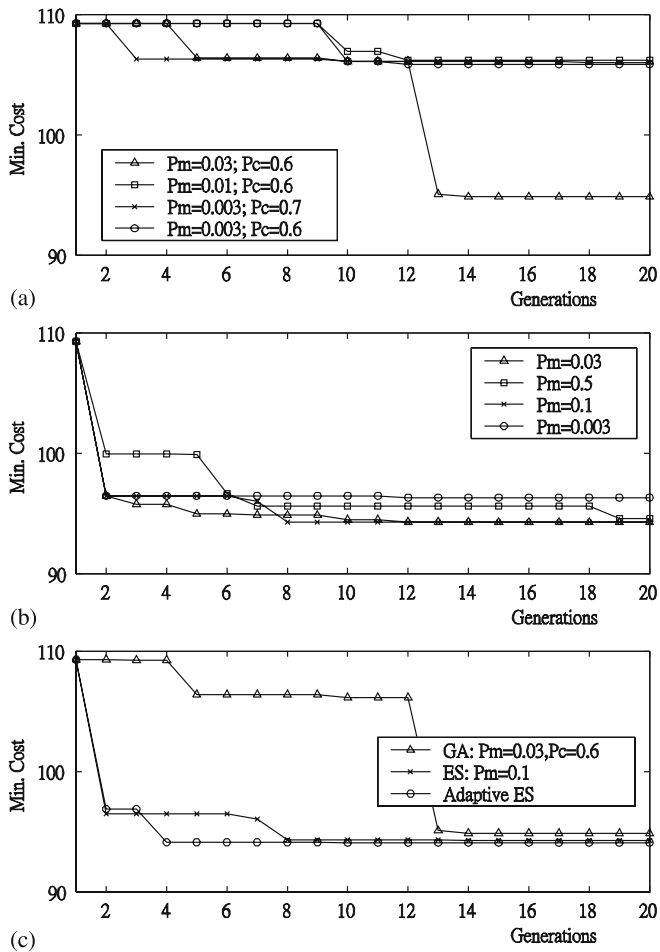 110
100
90
Min. Cost
Pm=0.03; Pc=0.6
Pm=0.01; Pc=0.6
Pm=0.003; Pc=0.7
Pm=0.003; Pc=0.6
2 4 6 8 10 12 14 16 18 20
Generations
(a)
110
100
90
Min. Cost
Pm=0.03
Pm=0.5
Pm=0.1
Pm=0.003
2 4 6 8 10 12 14 16 18 20
Generations
(b)
110
100
90
Min. Cost
GA: Pm=0.03,Pc=0.6
ES: Pm=0.1
Adaptive ES
2 4 6 8 10 12 14 16 18 20
Generations
(c)